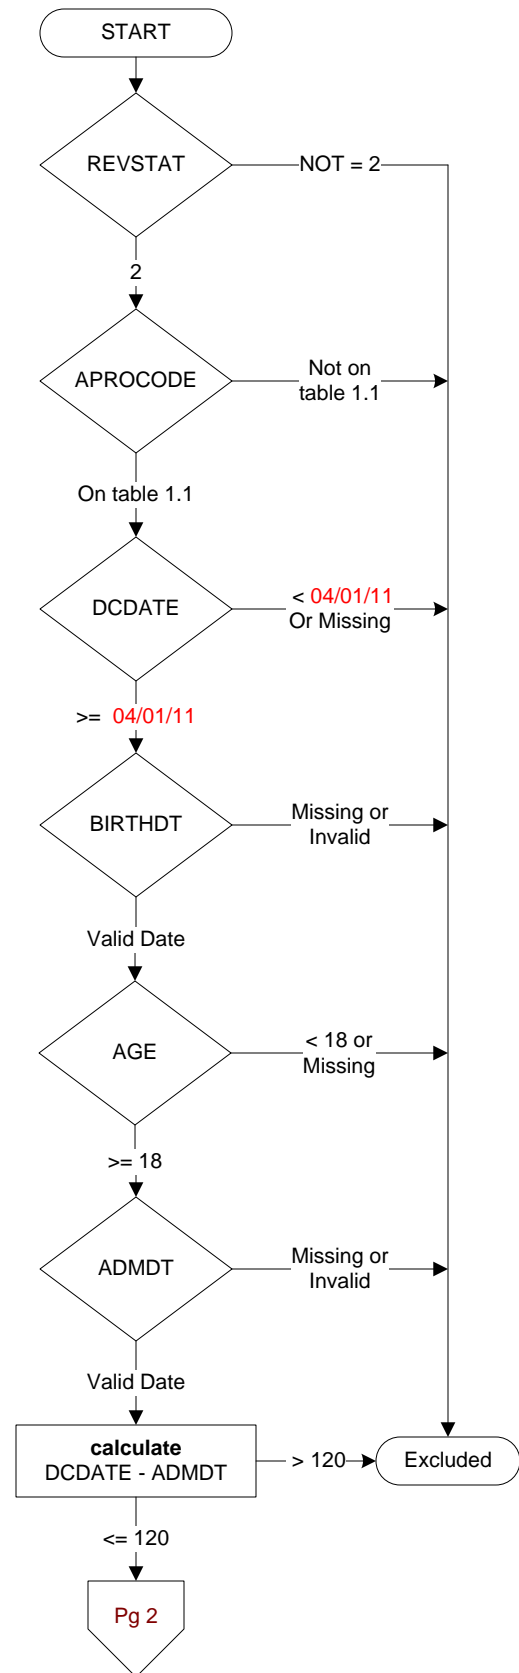 START
REVSTAT
NOT = 2
2
APROCODE
Not on
table 1.1
On table 1.1
DCDATE
< 04/01/11
Or Missing
>= 04/01/11
BIRTHDT
Missing or
Invalid
Valid Date
AGE
< 18 or
Missing
>= 18
ADMDT
Missing or
Invalid
Valid Date
calculate
DCDATE - ADMDT
> 120
Excluded
<= 120
Pg 2